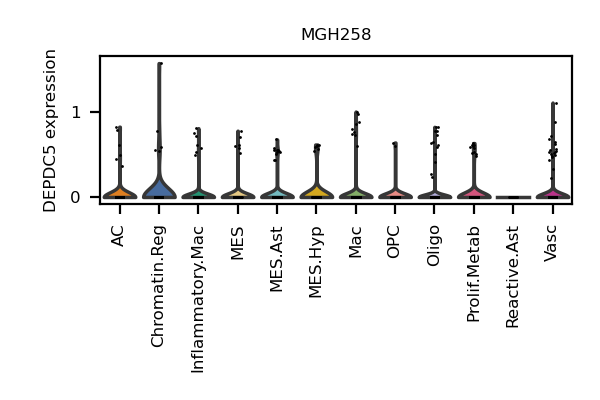 MGH258
DEPDC5 expression
1
0
AC
Chromatin.Reg
Inflammatory.Mac
MES
MES.Ast
MES.Hyp
Mac
OPC
Oligo
Prolif.Metab
Reactive.Ast
Vasc